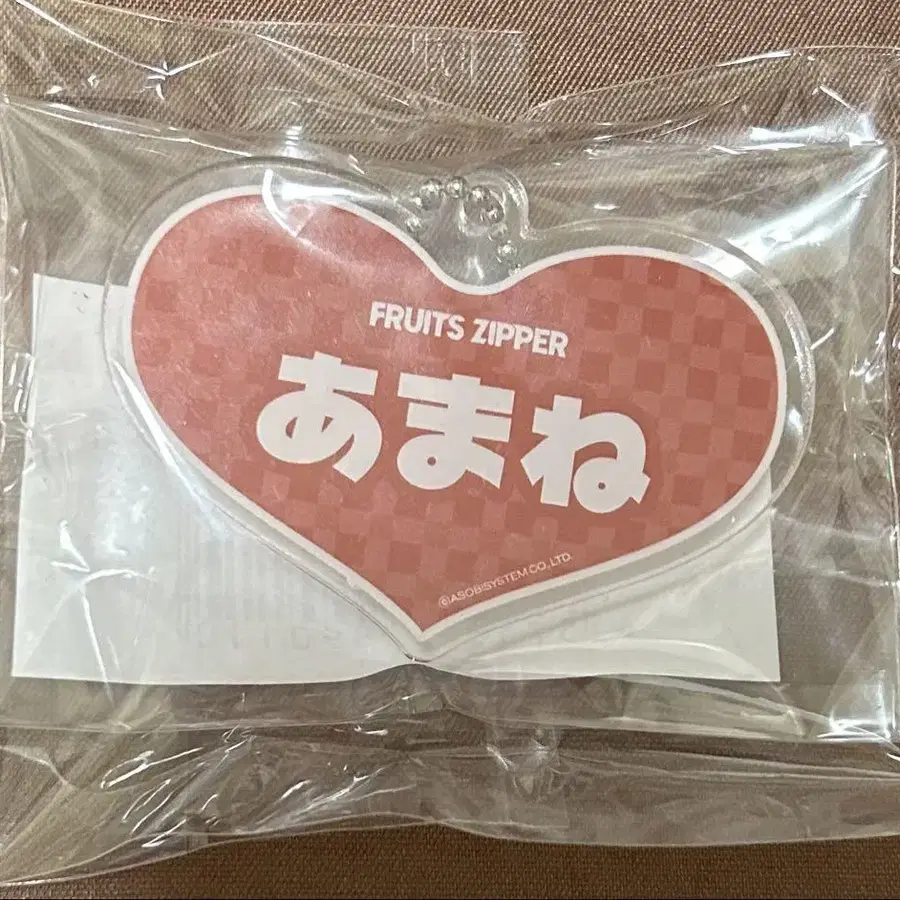 FRUITS ZIPPER
あまね
©ASOBISYSTEM CO.,LTD.